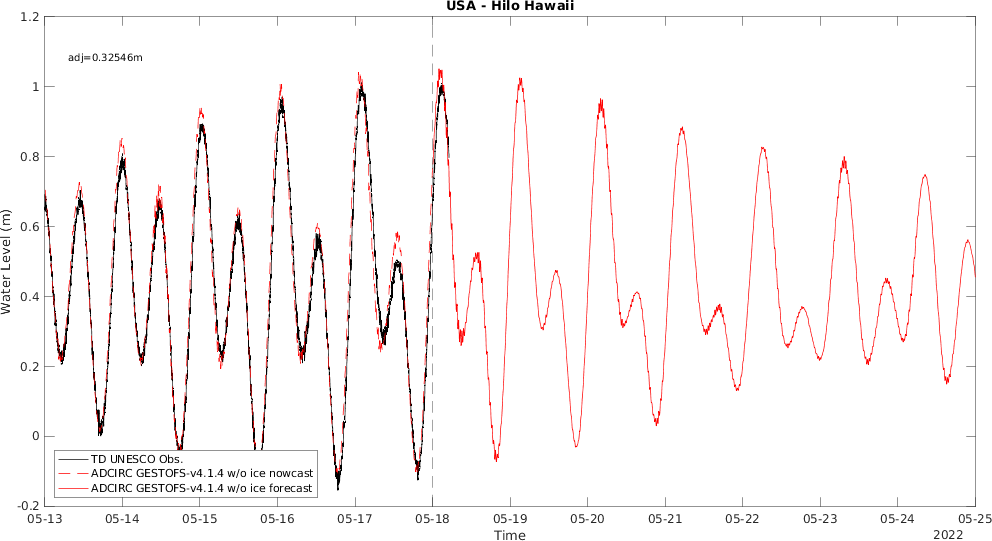 USA - Hilo Hawaii
1.2
adj=0.32546m
1
0.8
0.6
0.4
0.2
0
-0.2
Water Level (m)
TD UNESCO Obs.
ADCIRC GESTOFS-v4.1.4 w/o ice nowcast
ADCIRC GESTOFS-v4.1.4 w/o ice forecast
05-13 05-14 05-15 05-16 05-17 05-18 05-19 05-20 05-21 05-22 05-23 05-24 05-25
Time
2022